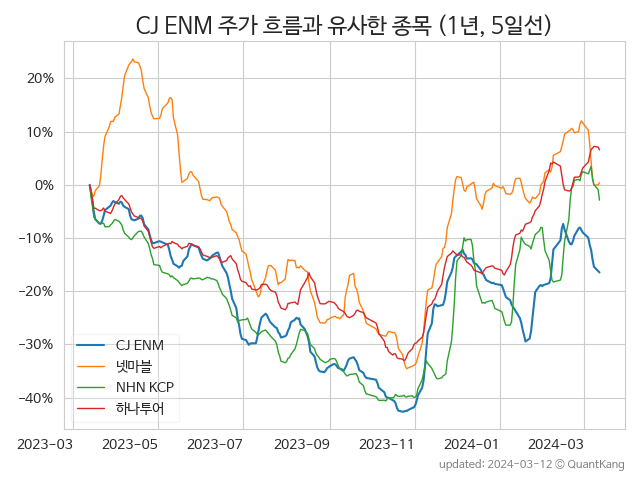 CJ ENM 주가 흐름과 유사한 종목 (1년, 5일선)
20%
10%
0%
−10%
−20%
−30%
−40%
CJ ENM
넷마블
NHN KCP
하나투어
2023-03
2023-05
2023-07
2023-09
2023-11
2024-01
2024-03
updated: 2024-03-12 © QuantKang